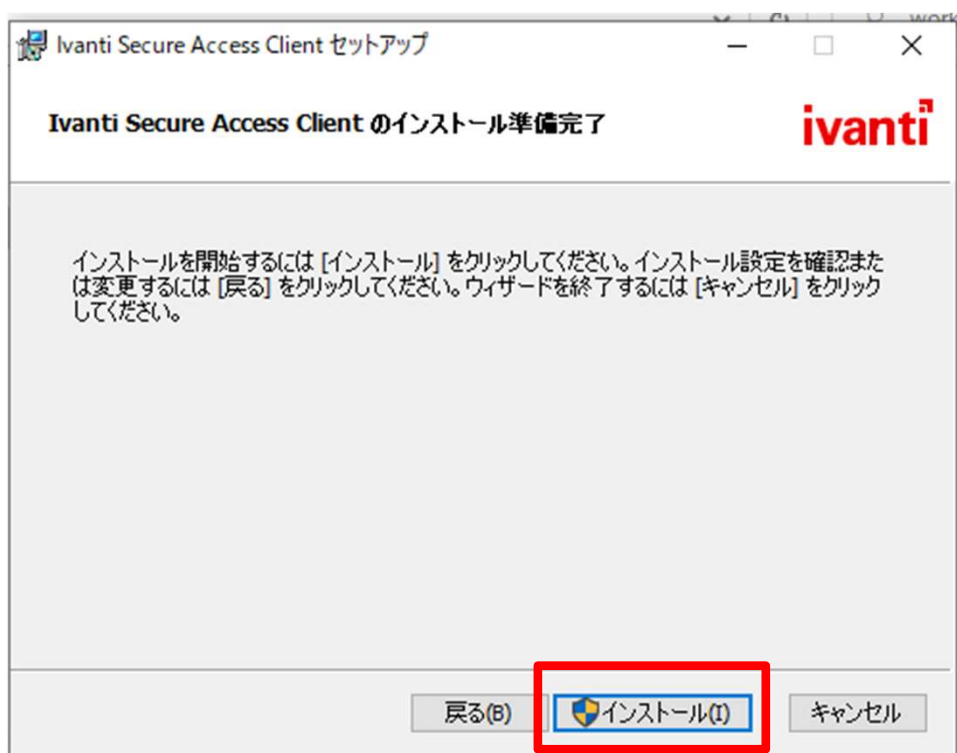 work
Ivanti Secure Access Client セットアップ
Ivanti Secure Access Client のインストール準備完了
ivanti
インストールを開始するには [インストール] をクリックしてください。インストール設定を確認また
は変更するには [戻る] をクリックしてください。ウィザードを終了するには [キャンセル] をクリック
してください。
戻る(B)
インストール(I)
キャンセル